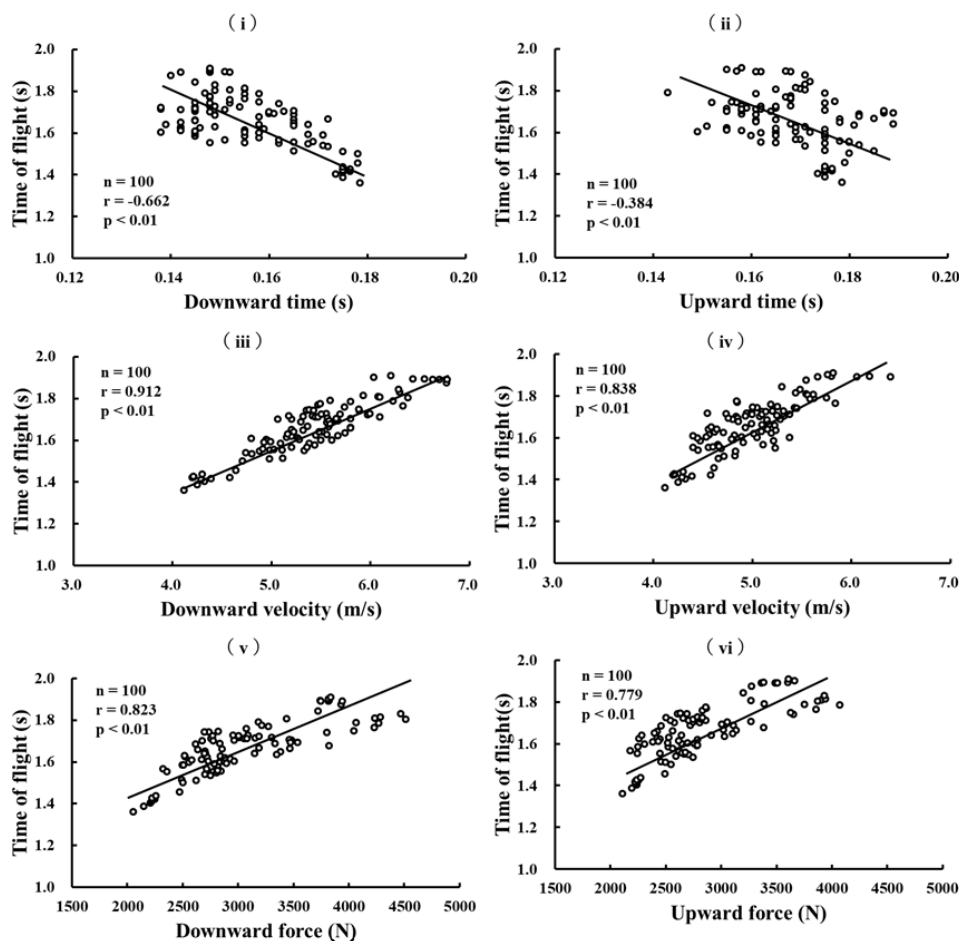 ( i )
Time of flight (s)
2.0
1.8
1.6
1.4
1.2
1.0
n = 100
r = -0.662
p < 0.01
0.12
0.14
0.16
0.18
0.20
Downward time (s)
( ii )
Time of flight (s)
2.0
1.8
1.6
1.4
1.2
1.0
n = 100
r = -0.384
p < 0.01
0.12
0.14
0.16
0.18
0.20
Upward time (s)
( iii )
Time of flight (s)
2.0
1.8
1.6
1.4
1.2
1.0
n = 100
r = 0.912
p < 0.01
3.0
4.0
5.0
6.0
7.0
Downward velocity (m/s)
( iv )
Time of flight (s)
2.0
1.8
1.6
1.4
1.2
1.0
n = 100
r = 0.838
p < 0.01
3.0
4.0
5.0
6.0
7.0
Upward velocity (m/s)
( v )
Time of flight(s)
2.0
1.8
1.6
1.4
1.2
1.0
n = 100
r = 0.823
p < 0.01
1500
2000
2500
3000
3500
4000
4500
5000
Downward force (N)
( vi )
Time of flight(s)
2.0
1.8
1.6
1.4
1.2
1.0
n = 100
r = 0.779
p < 0.01
1500
2000
2500
3000
3500
4000
4500
5000
Upward force (N)